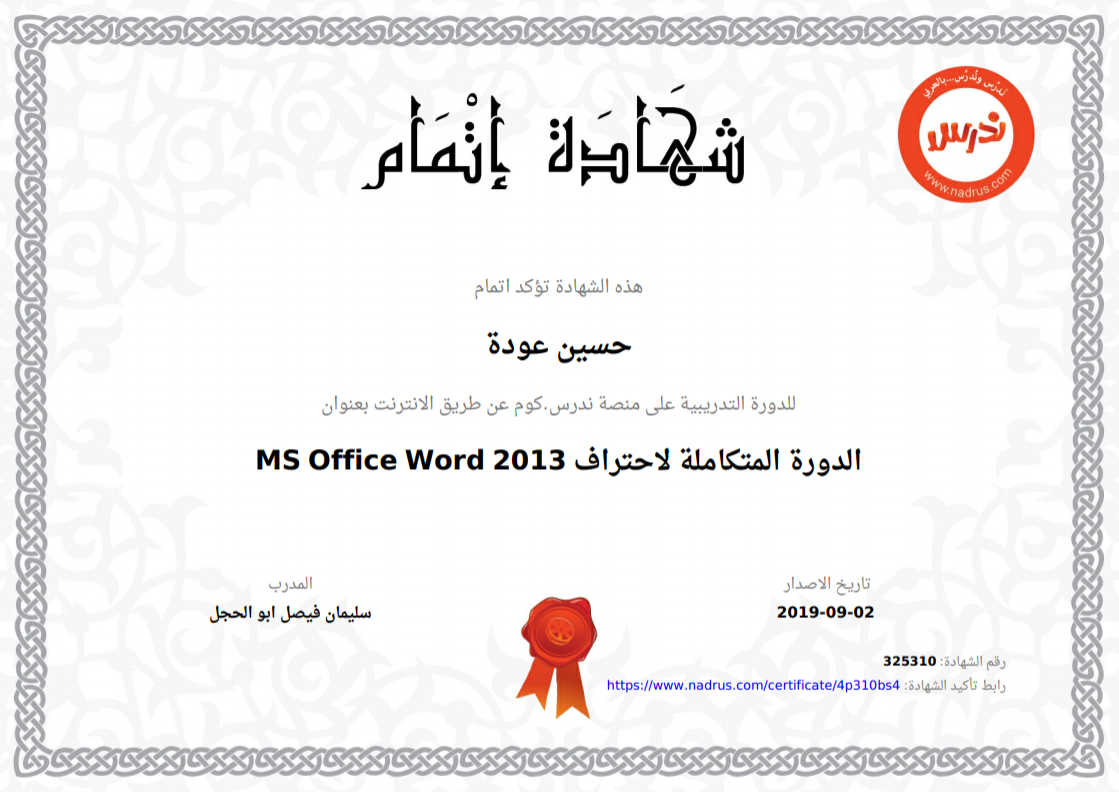 شَهَادَة إتْمَام
نَدرُس ونُدرُس...بالعربي
ندرس
www.nadrus.com
هذه الشهادة تؤكد اتمام
حسين عودة
للدورة التدريبية على منصة ندرس.كوم عن طريق الانترنت بعنوان
الدورة المتكاملة لاحتراف MS Office Word 2013
تاريخ الاصدار
2019-09-02
المدرب
سليمان فيصل ابو الحجل
رقم الشهادة: 325310
رابط تأكيد الشهادة: https://www.nadrus.com/certificate/4p310bs4